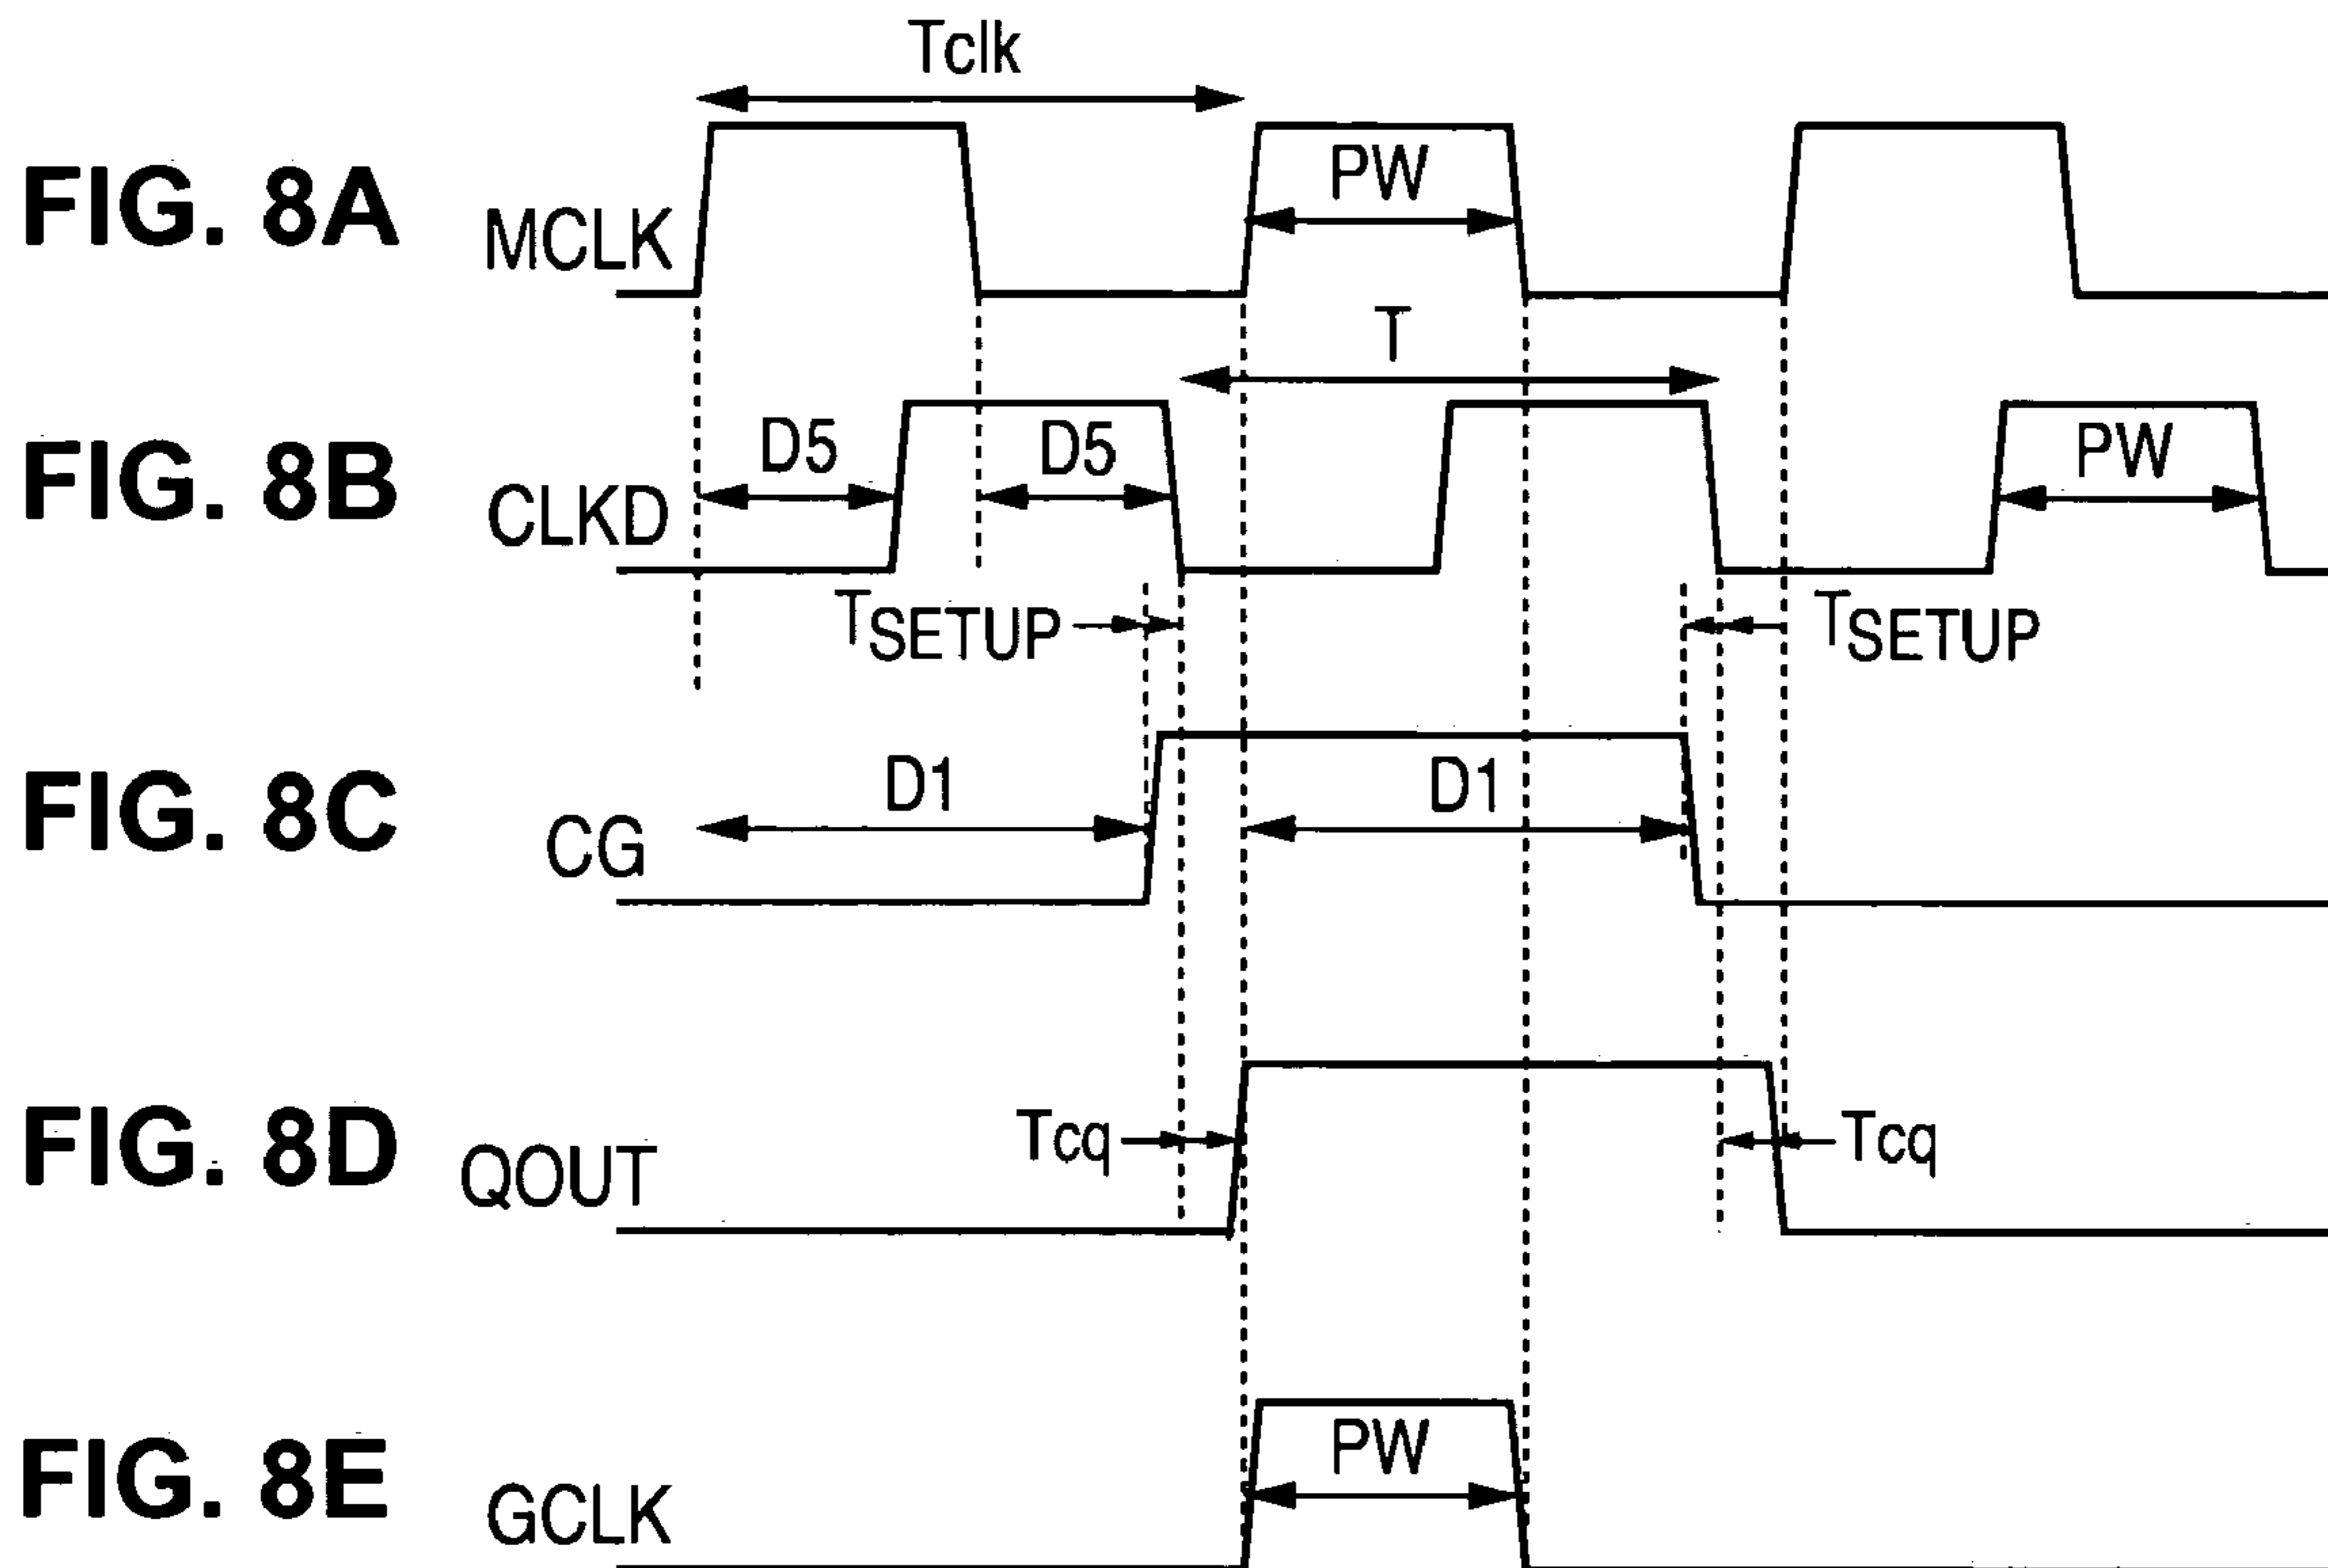 Tclk
FIG. 8A
MCLK
PW
T
FIG. 8B
CLKD
D5
D5
PW
TSETUP
TSETUP
FIG. 8C
CG
D1
D1
FIG. 8D
QOUT
Tcq
Tcq
FIG. 8E
GCLK
PW